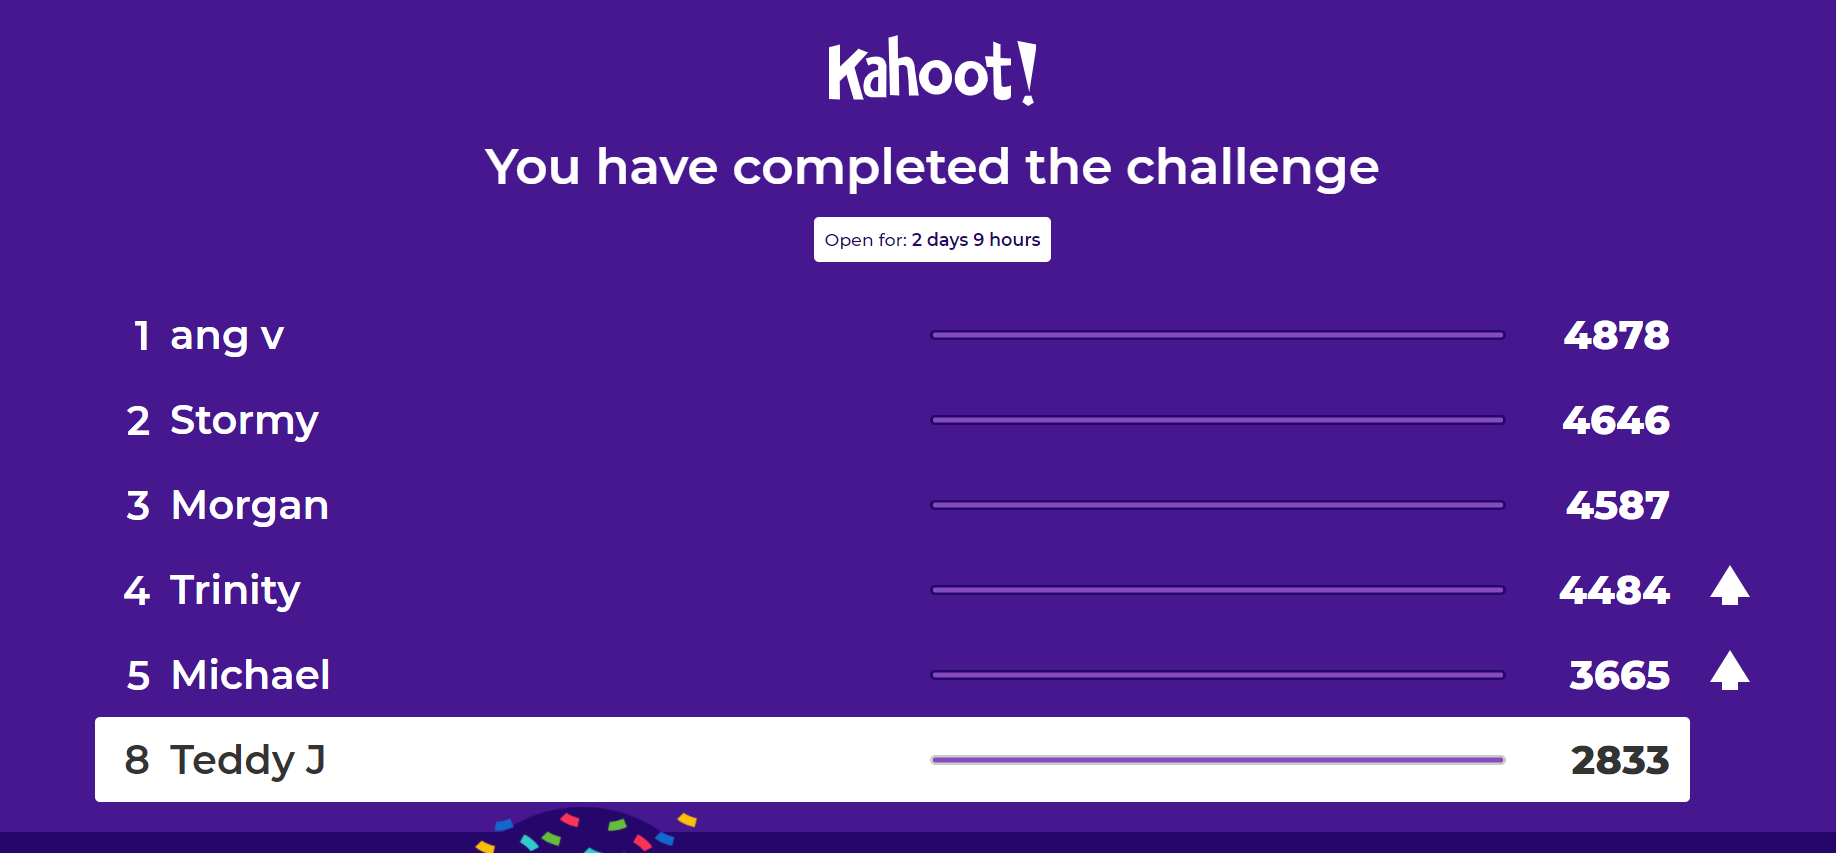 Kahoot!
You have completed the challenge
Open for: 2 days 9 hours
1 ang v 4878
2 Stormy 4646
3 Morgan 4587
4 Trinity 4484
5 Michael 3665
8 Teddy J 2833